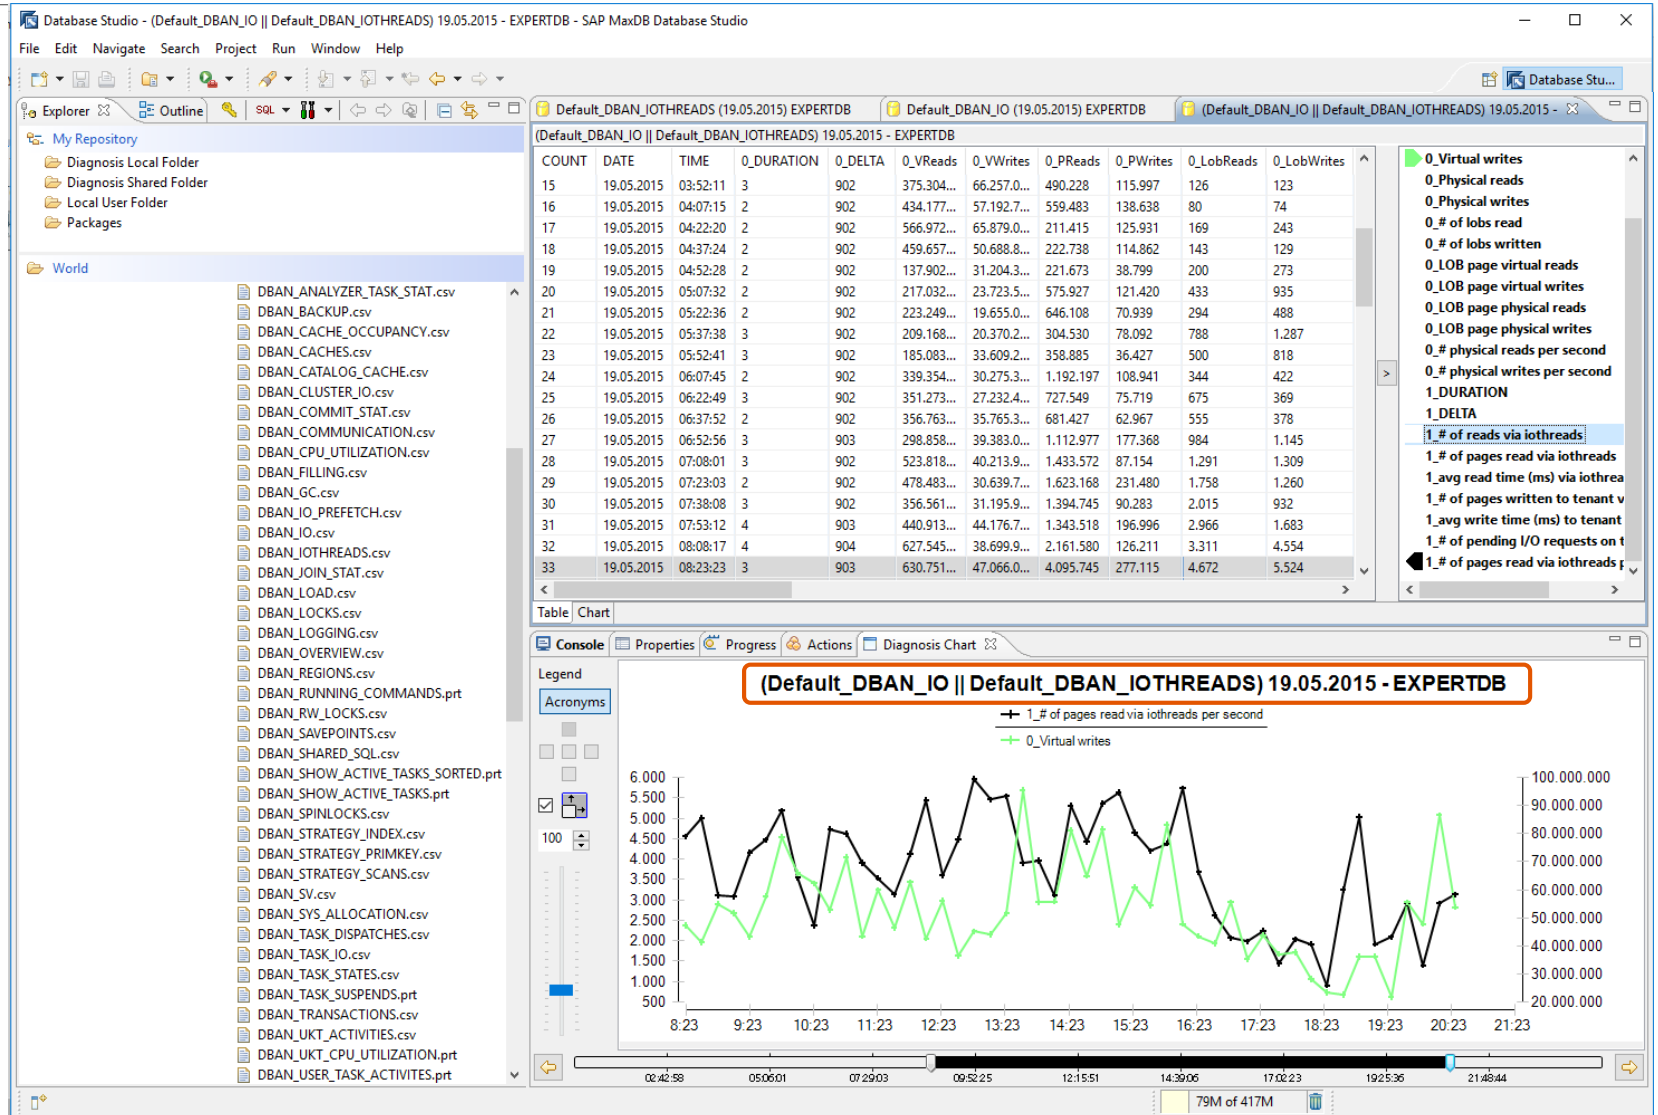 Database Studio - (Default_DBAN_IO || Default_DBAN_IOTHREADS) 19.05.2015 - EXPERTDB - SAP MaxDB Database Studio
File Edit Navigate Search Project Run Window Help
Database Stu...
Explorer Outline SQL
My Repository
Diagnosis Local Folder
Diagnosis Shared Folder
Local User Folder
Packages
World
DBAN_ANALYZER_TASK_STAT.csv
DBAN_BACKUP.csv
DBAN_CACHE_OCCUPANCY.csv
DBAN_CACHES.csv
DBAN_CATALOG_CACHE.csv
DBAN_CLUSTER_IO.csv
DBAN_COMMIT_STAT.csv
DBAN_COMMUNICATION.csv
DBAN_CPU_UTILIZATION.csv
DBAN_FILLING.csv
DBAN_GC.csv
DBAN_IO_PREFETCH.csv
DBAN_IO.csv
DBAN_IOTHREADS.csv
DBAN_JOIN_STAT.csv
DBAN_LOAD.csv
DBAN_LOCKS.csv
DBAN_LOGGING.csv
DBAN_OVERVIEW.csv
DBAN_REGIONS.csv
DBAN_RUNNING_COMMANDS.prt
DBAN_RW_LOCKS.csv
DBAN_SAVEPOINTS.csv
DBAN_SHARED_SQL.csv
DBAN_SHOW_ACTIVE_TASKS_SORTED.prt
DBAN_SHOW_ACTIVE_TASKS.prt
DBAN_SPINLOCKS.csv
DBAN_STRATEGY_INDEX.csv
DBAN_STRATEGY_PRIMKEY.csv
DBAN_STRATEGY_SCANS.csv
DBAN_SV.csv
DBAN_SYS_ALLOCATION.csv
DBAN_TASK_DISPATCHES.csv
DBAN_TASK_IO.csv
DBAN_TASK_STATES.csv
DBAN_TASK_SUSPENDS.prt
DBAN_TRANSACTIONS.csv
DBAN_UKT_ACTIVITIES.csv
DBAN_UKT_CPU_UTILIZATION.prt
DBAN_USER_TASK_ACTIVITES.prt
Default_DBAN_IOTHREADS (19.05.2015) EXPERTDB Default_DBAN_IO (19.05.2015) EXPERTDB (Default_DBAN_IO || Default_DBAN_IOTHREADS) 19.05.2015 -
(Default_DBAN_IO || Default_DBAN_IOTHREADS) 19.05.2015 - EXPERTDB
COUNT DATE TIME 0_DURATION 0_DELTA 0_VReads 0_VWrites 0_PReads 0_PWrites 0_LobReads 0_LobWrites
15 19.05.2015 03:52:11 3 902 375.304... 66.257.0... 490.228 115.997 126 123
16 19.05.2015 04:07:15 2 902 434.177... 57.192.7... 559.483 138.638 80 74
17 19.05.2015 04:22:20 2 902 566.972... 65.879.0... 211.415 125.931 169 243
18 19.05.2015 04:37:24 2 902 459.657... 50.688.8... 222.738 114.862 143 129
19 19.05.2015 04:52:28 2 902 137.902... 31.204.3... 221.673 38.799 200 273
20 19.05.2015 05:07:32 2 902 217.032... 23.723.5... 575.927 121.420 433 935
21 19.05.2015 05:22:36 2 902 223.249... 19.655.0... 646.108 70.939 294 488
22 19.05.2015 05:37:38 3 902 209.168... 20.370.2... 304.530 78.092 788 1.287
23 19.05.2015 05:52:41 3 902 185.083... 33.609.2... 358.885 36.427 500 818
24 19.05.2015 06:07:45 2 902 339.354... 30.275.3... 1.192.197 108.941 344 422
25 19.05.2015 06:22:49 3 902 351.273... 27.232.4... 727.549 75.719 675 369
26 19.05.2015 06:37:52 2 902 356.763... 35.765.3... 681.427 62.967 555 378
27 19.05.2015 06:52:56 3 903 298.858... 39.383.0... 1.112.977 177.368 984 1.145
28 19.05.2015 07:08:01 3 902 523.818... 40.213.9... 1.433.572 87.154 1.291 1.309
29 19.05.2015 07:23:03 2 902 478.483... 30.639.7... 1.623.168 231.480 1.758 1.260
30 19.05.2015 07:38:08 3 902 356.561... 31.195.9... 1.394.745 90.283 2.015 932
31 19.05.2015 07:53:12 4 903 440.913... 44.176.7... 1.343.518 196.996 2.966 1.683
32 19.05.2015 08:08:17 4 904 627.545... 38.699.9... 2.161.580 126.211 3.311 4.554
33 19.05.2015 08:23:23 3 903 630.751... 47.066.0... 4.095.745 277.115 4.672 5.524
Table Chart
0_Virtual writes
0_Physical reads
0_Physical writes
0_# of lobs read
0_# of lobs written
0_LOB page virtual reads
0_LOB page virtual writes
0_LOB page physical reads
0_LOB page physical writes
0_# physical reads per second
0_# physical writes per second
1_DURATION
1_DELTA
1_# of reads via iothreads
1_# of pages read via iothreads
1_avg read time (ms) via iothrea
1_# of pages written to tenant v
1_avg write time (ms) to tenant
1_# of pending I/O requests on t
1_# of pages read via iothreads p
Console Properties Progress Actions Diagnosis Chart
Legend
Acronyms
100
(Default_DBAN_IO || Default_DBAN_IOTHREADS) 19.05.2015 - EXPERTDB
1_# of pages read via iothreads per second
0_Virtual writes
6.000
5.500
5.000
4.500
4.000
3.500
3.000
2.500
2.000
1.500
1.000
500
100.000.000
90.000.000
80.000.000
70.000.000
60.000.000
50.000.000
40.000.000
30.000.000
20.000.000
8:23 9:23 10:23 11:23 12:23 13:23 14:23 15:23 16:23 17:23 18:23 19:23 20:23 21:23
02:42:58 05:06:01 07:29:03 09:52:25 12:15:51 14:39:06 17:02:23 19:25:36 21:48:44
79M of 417M